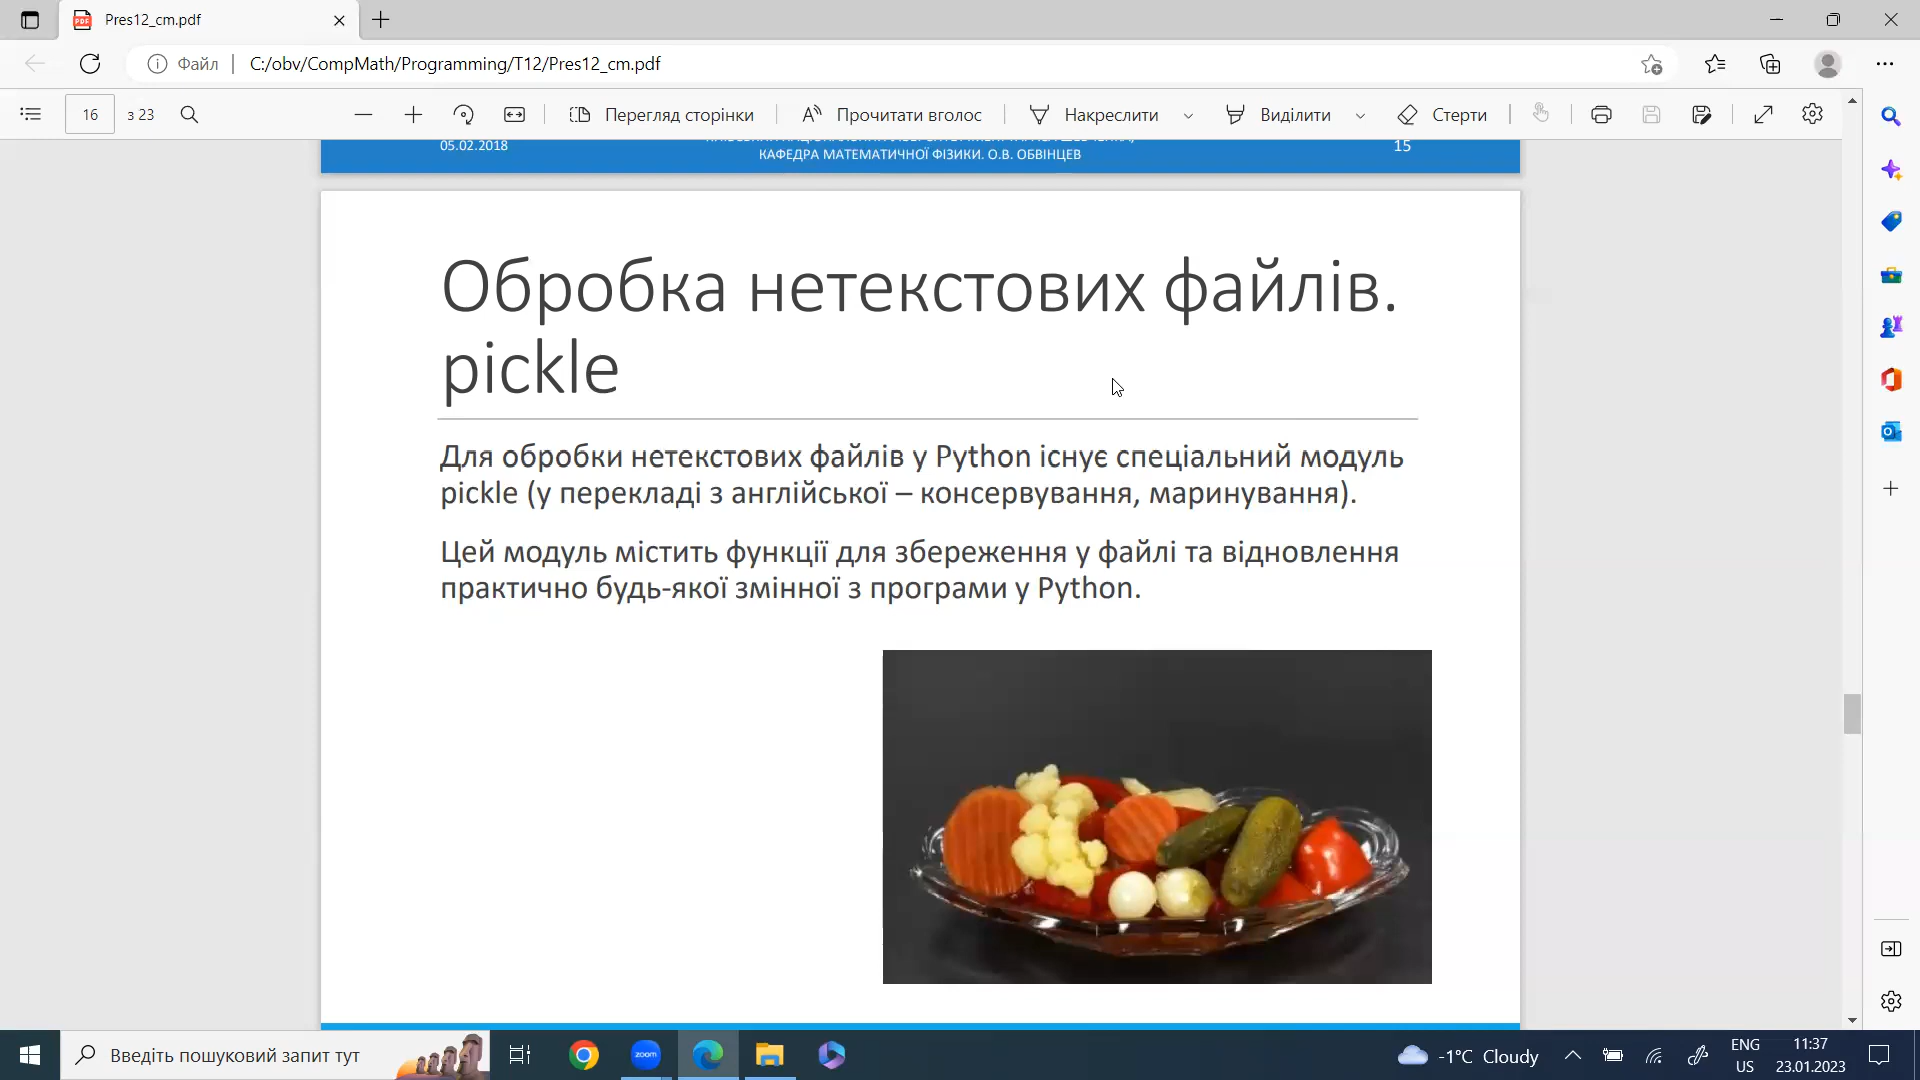 Pres12_cm.pdf
Файл
C:/obv/CompMath/Programming/T12/Pres12_cm.pdf
16 з 23
Перегляд сторінки
Прочитати вголос
Накреслити
Виділити
Стерти
05.02.2018
КАФЕДРА МАТЕМАТИЧНОЇ ФІЗИКИ. О.В. ОБВІНЦЕВ
15
Обробка нетекстових файлів.
pickle
Для обробки нетекстових файлів у Python існує спеціальний модуль
pickle (у перекладі з англійської – консервування, маринування).
Цей модуль містить функції для збереження у файлі та відновлення
практично будь-якої змінної з програми у Python.
Введіть пошуковий запит тут
zoom
-1°C Cloudy
ENG
US
11:37
23.01.2023